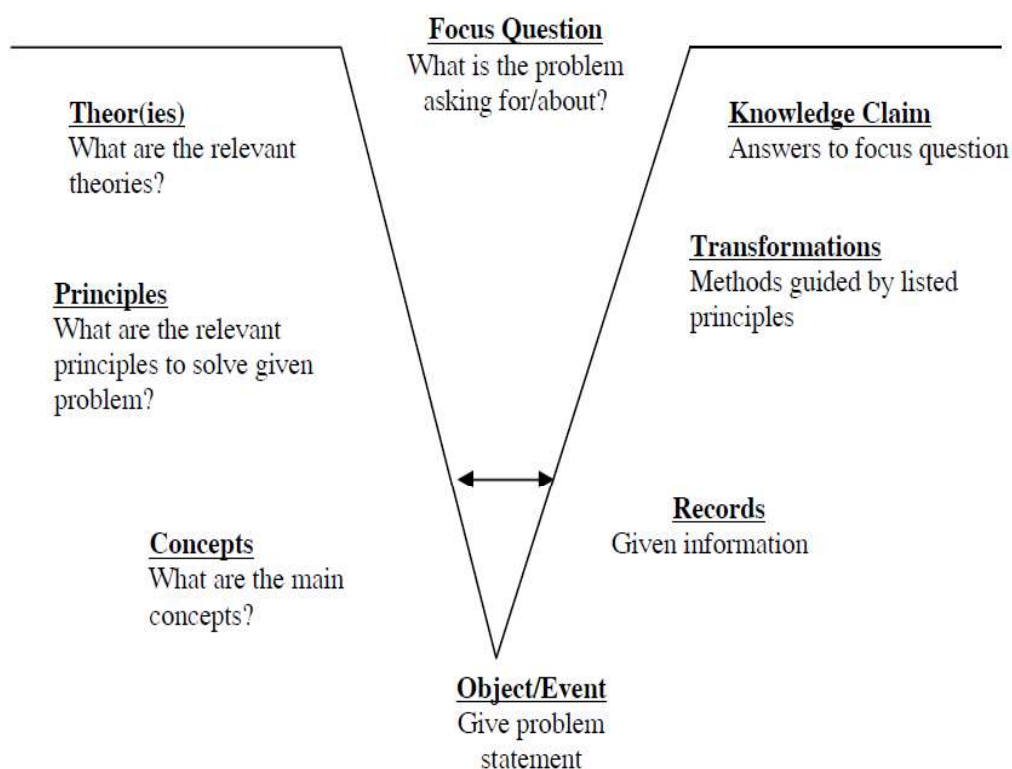 Focus Question
What is the problem
asking for/about?
Theor(ies)
What are the relevant
theories?
Principles
What are the relevant
principles to solve given
problem?
Concepts
What are the main
concepts?
Knowledge Claim
Answers to focus question
Transformations
Methods guided by listed
principles
Records
Given information
Object/Event
Give problem
statement